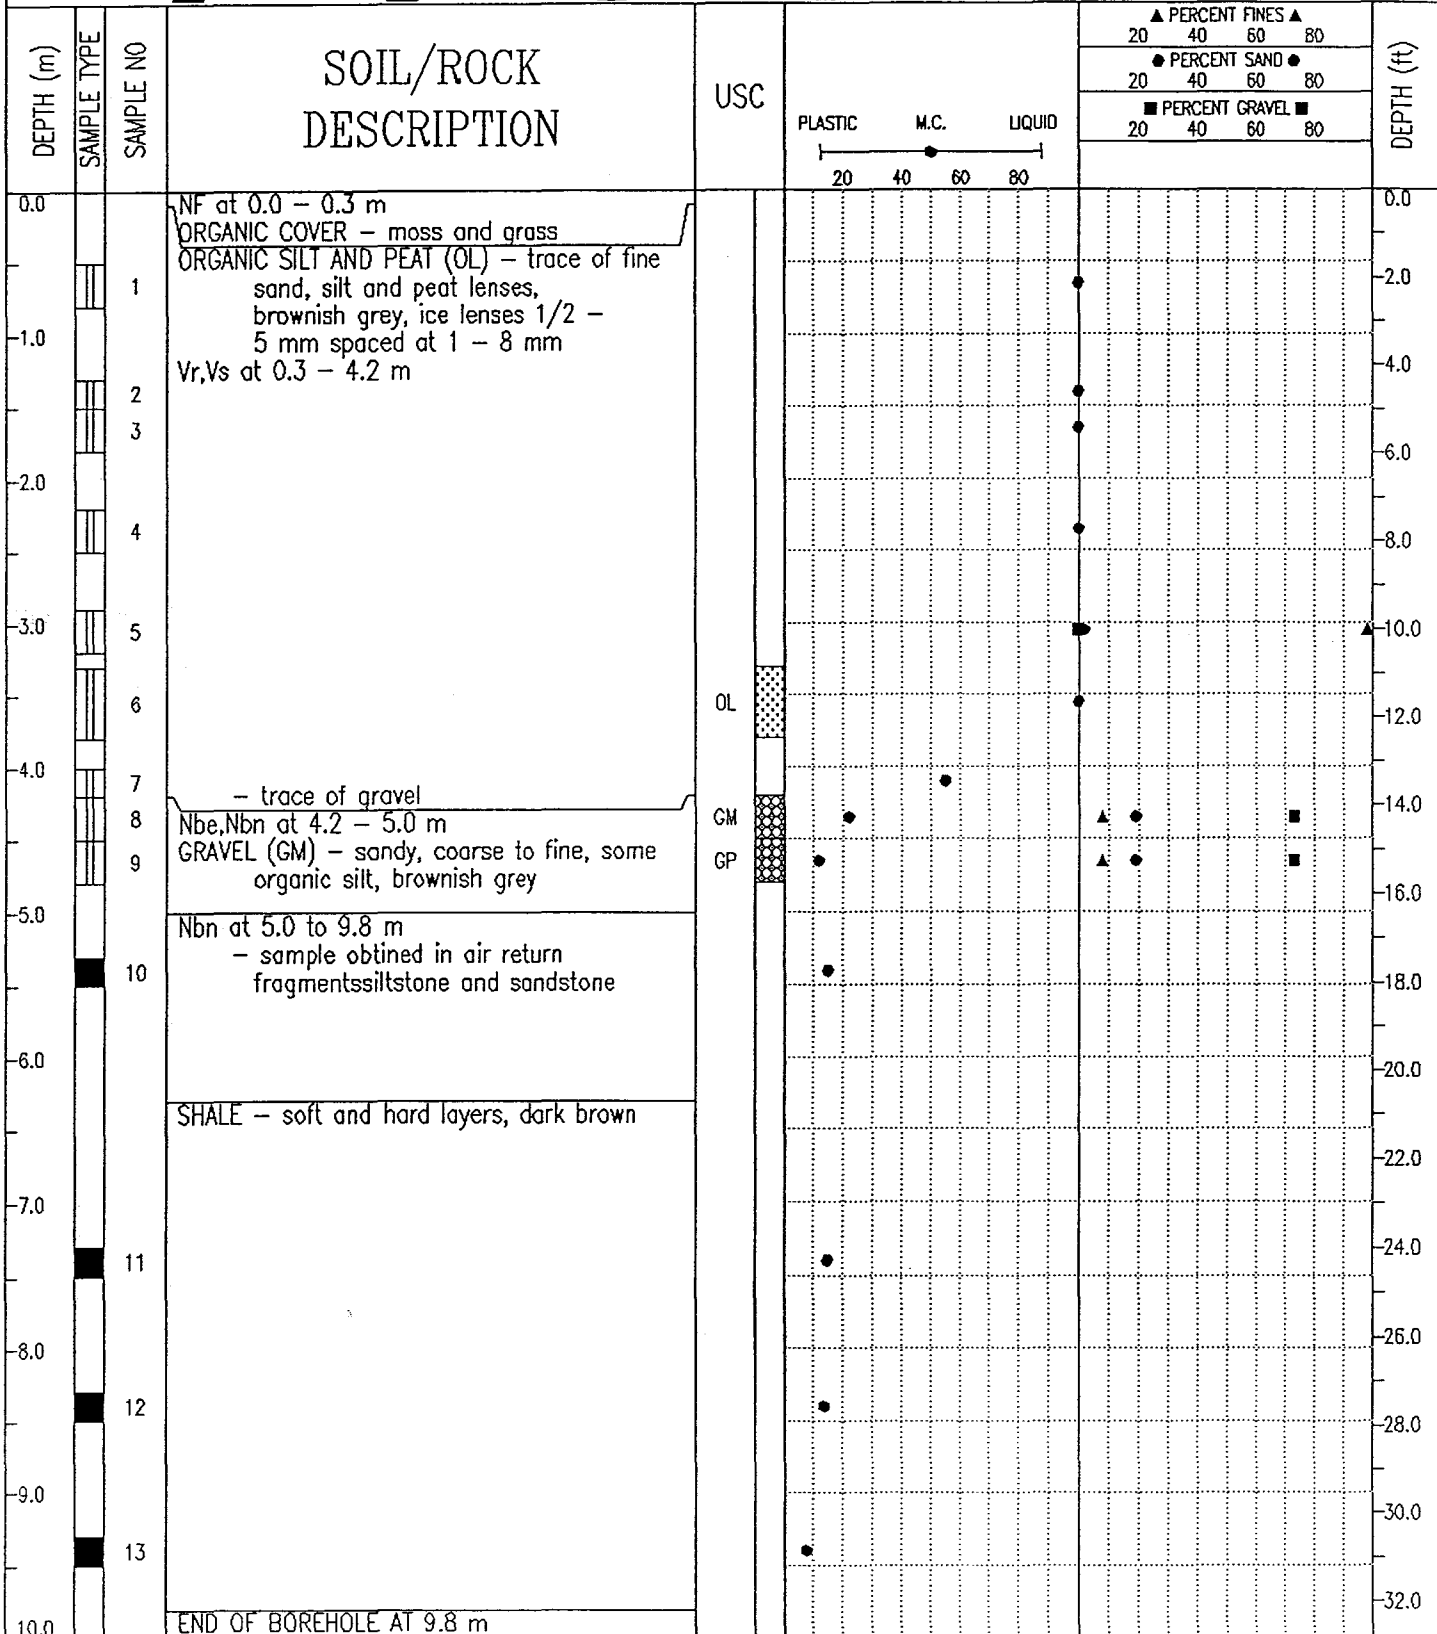 DEPTH (m)
SAMPLE TYPE
SAMPLE NO
SOIL/ROCK
DESCRIPTION
USC
PLASTIC M.C. LIQUID
20 40 60 80
▲ PERCENT FINES ▲
20 40 60 80
● PERCENT SAND ●
20 40 60 80
■ PERCENT GRAVEL ■
20 40 60 80
DEPTH (ft)
0.0
NF at 0.0 – 0.3 m
0.0
ORGANIC COVER – moss and grass
ORGANIC SILT AND PEAT (OL) – trace of fine
1
sand, silt and peat lenses,
2.0
brownish grey, ice lenses 1/2 –
1.0
5 mm spaced at 1 – 8 mm
4.0
Vr,Vs at 0.3 – 4.2 m
2
3
6.0
2.0
4
8.0
3.0
5
10.0
6
OL
12.0
4.0
7
– trace of gravel
14.0
8
Nbe,Nbn at 4.2 – 5.0 m
GM
9
GRAVEL (GM) – sandy, coarse to fine, some
GP
organic silt, brownish grey
16.0
5.0
Nbn at 5.0 to 9.8 m
– sample obtined in air return
10
fragmentssiltstone and sandstone
18.0
6.0
20.0
SHALE – soft and hard layers, dark brown
22.0
7.0
24.0
11
26.0
8.0
12
28.0
9.0
30.0
13
32.0
10.0
END OF BOREHOLE AT 9.8 m